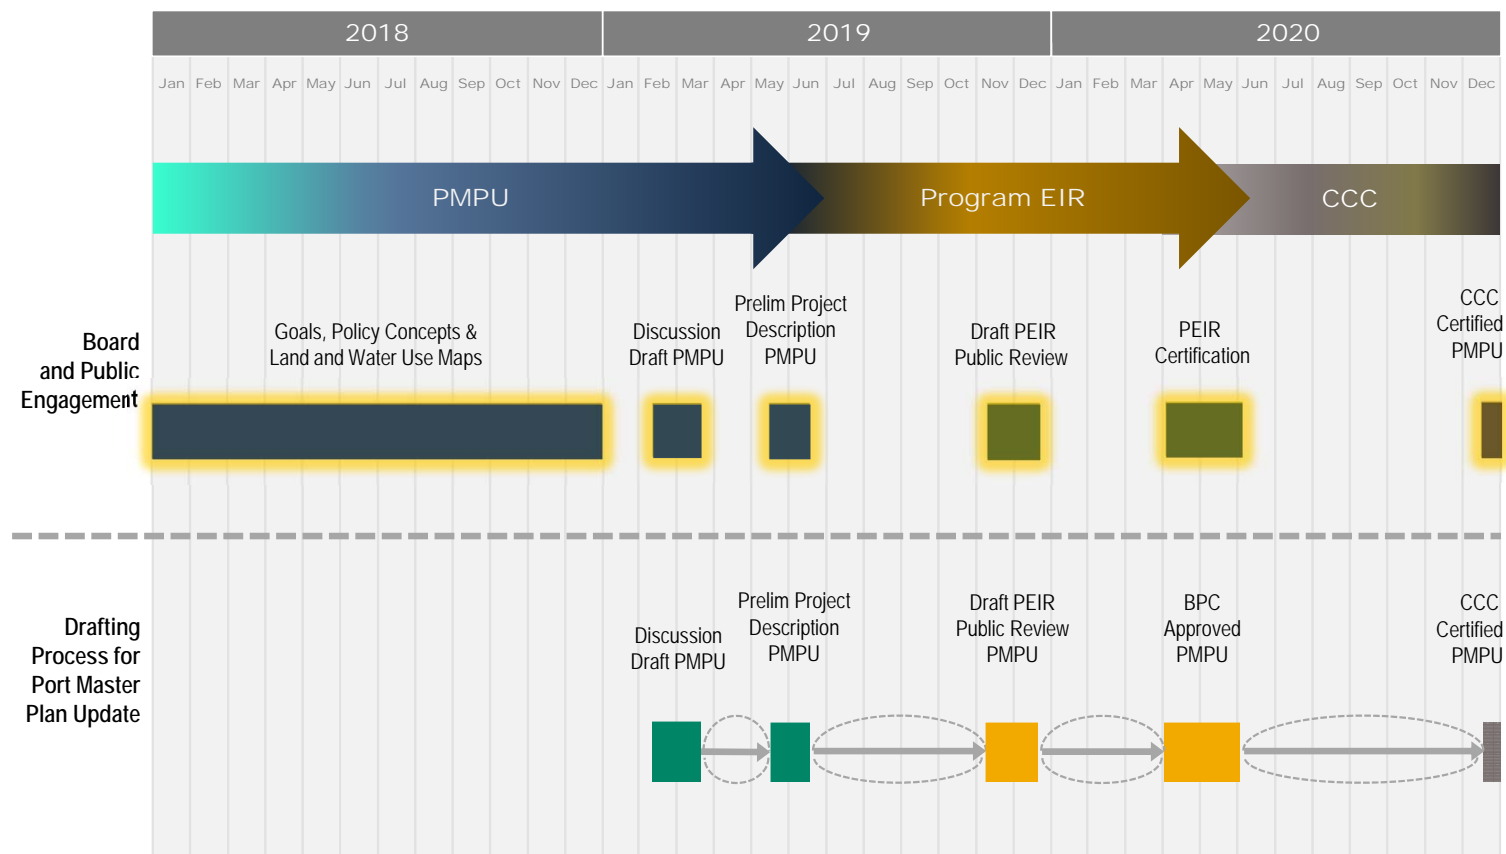 2018 2019 2020
Jan Feb Mar Apr May Jun Jul Aug Sep Oct Nov Dec Jan Feb Mar Apr May Jun Jul Aug Sep Oct Nov Dec Jan Feb Mar Apr May Jun Jul Aug Sep Oct Nov Dec
PMPU Program EIR CCC
Board
and Public
Engagement
Goals, Policy Concepts &
Land and Water Use Maps
Discussion
Draft PMPU
Prelim Project
Description
PMPU
Draft PEIR
Public Review
PEIR
Certification
CCC
Certified
PMPU
Drafting
Process for
Port Master
Plan Update
Discussion
Draft PMPU
Prelim Project
Description
PMPU
Draft PEIR
Public Review
PMPU
BPC
Approved
PMPU
CCC
Certified
PMPU